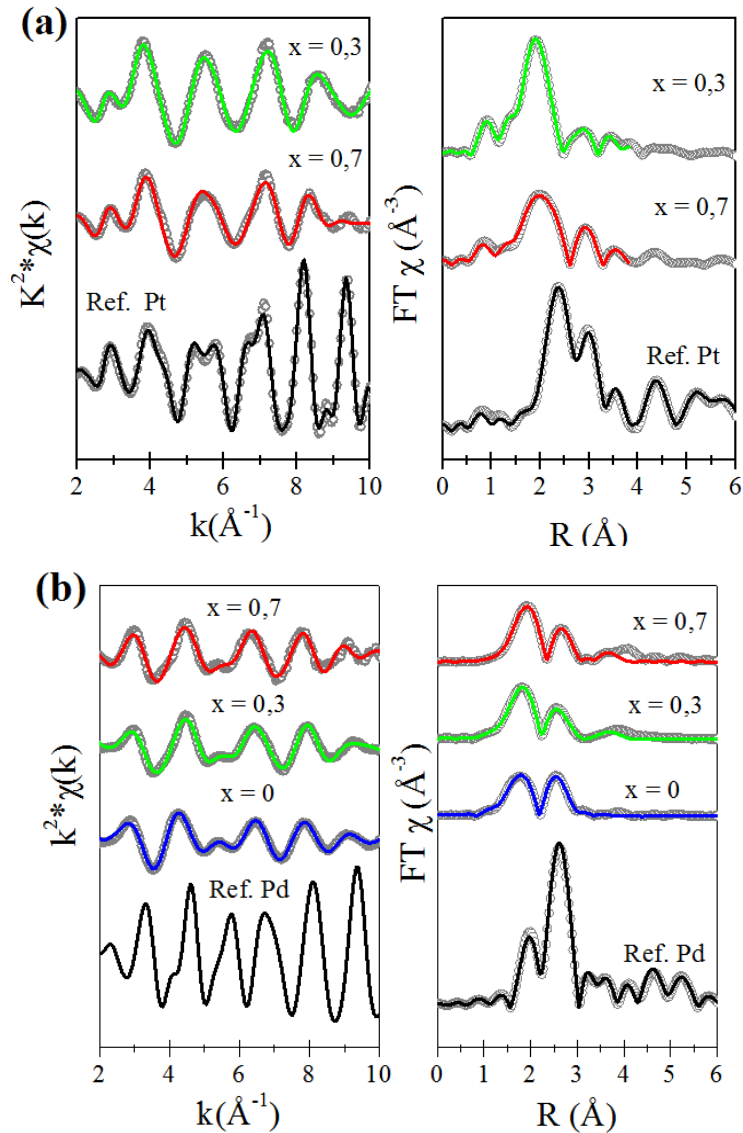 (a)
x = 0,3
x = 0,7
Ref. Pt
K²*χ(k)
2 4 6 8 10
k(Å⁻¹)
x = 0,3
x = 0,7
Ref. Pt
FT χ (Å⁻³)
0 1 2 3 4 5 6
R (Å)
(b)
x = 0,7
x = 0,3
x = 0
Ref. Pd
k²*χ(k)
2 4 6 8 10
k(Å⁻¹)
x = 0,7
x = 0,3
x = 0
Ref. Pd
FT χ (Å⁻³)
0 1 2 3 4 5 6
R (Å)